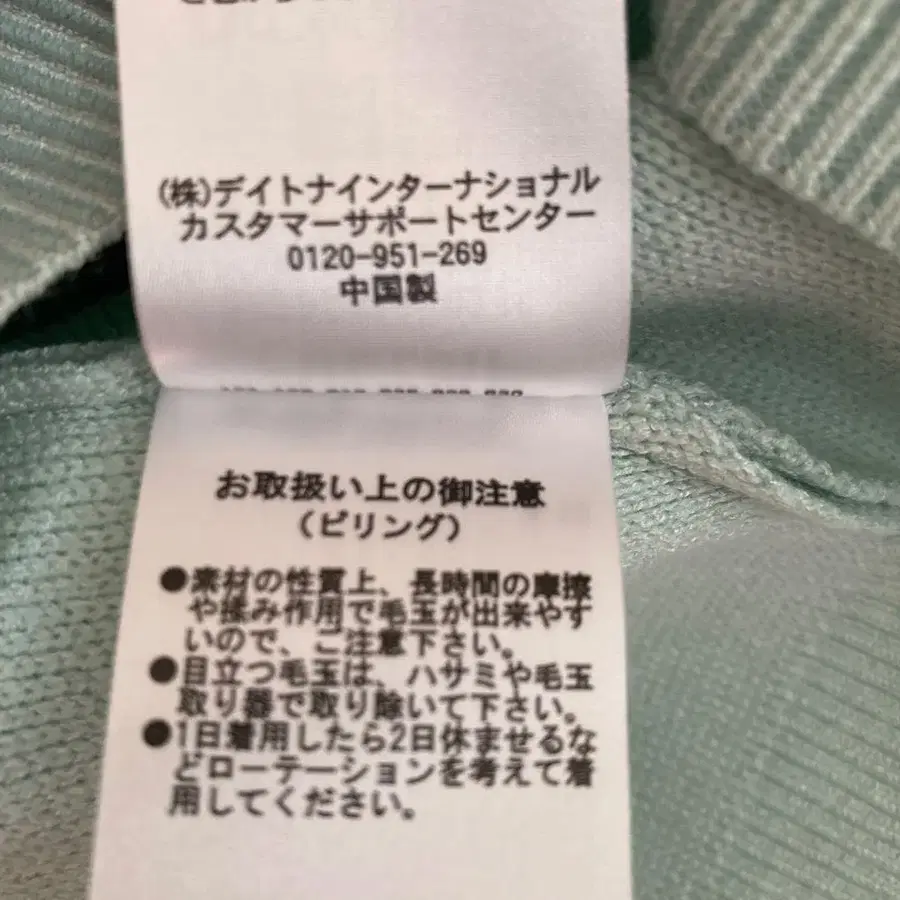 (株)デイトナインターナショナル
カスタマーサポートセンター
0120-951-269
中国製
お取扱い上の御注意
(ピリング)
●素材の性質上、長時間の摩擦
や揉み作用で毛玉が出来やす
いので、ご注意下さい。
●目立つ毛玉は、ハサミや毛玉
取り器で取り除いて下さい。
●1日着用したら2日休ませるな
どローテーションを考えて着
用してください。